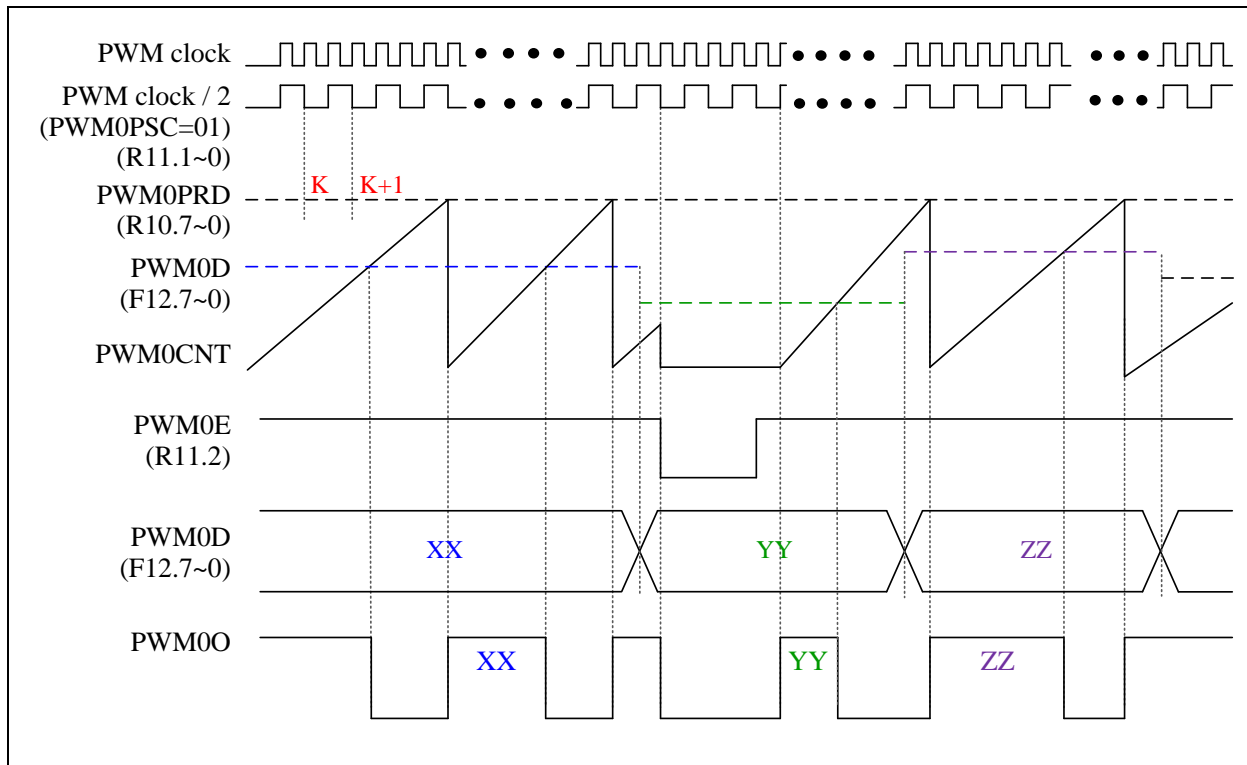 PWM clock
PWM clock / 2
(PWM0PSC=01)
(R11.1~0)
K
K+1
PWM0PRD
(R10.7~0)
PWM0D
(F12.7~0)
PWM0CNT
PWM0E
(R11.2)
PWM0D
(F12.7~0)
XX
YY
ZZ
PWM0O
XX
YY
ZZ